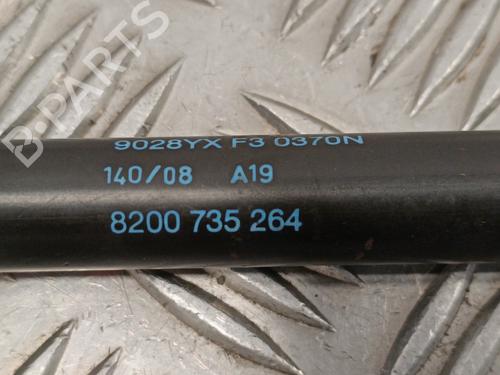 B-PARTS
9028YX F3 0370N
140/08 A19
8200 735 264